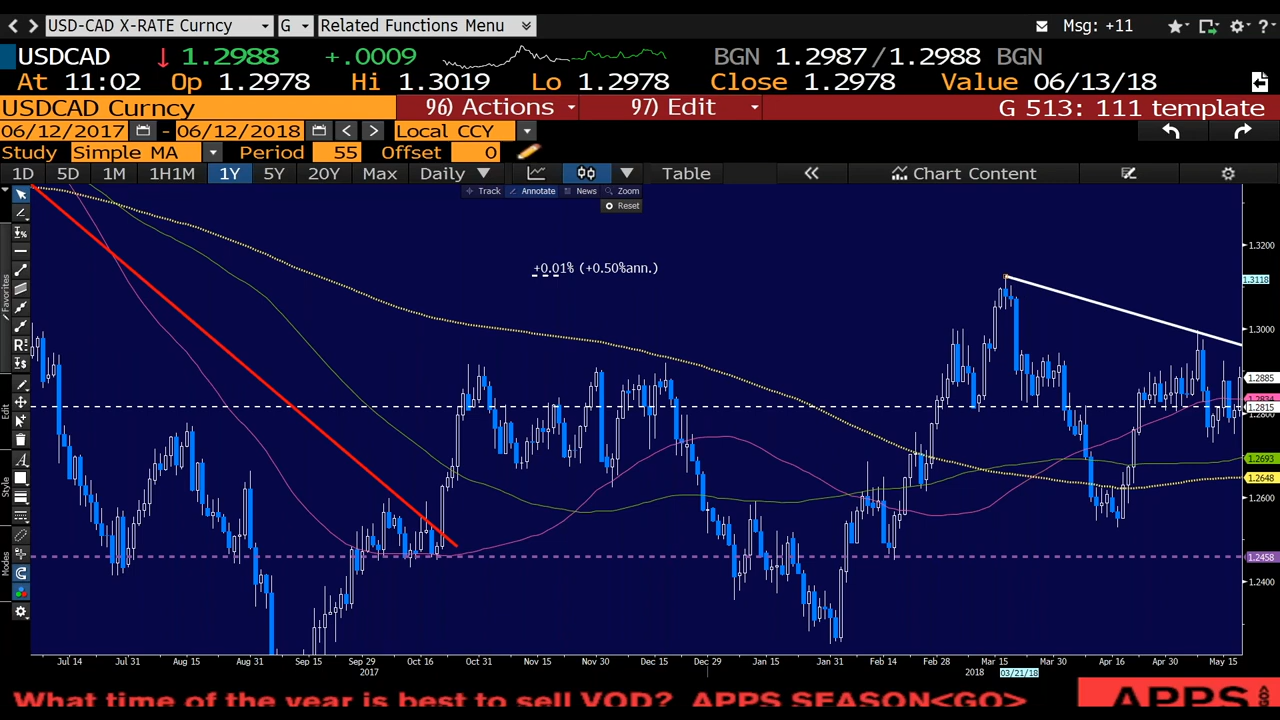 USD-CAD X-RATE Curncy G Related Functions Menu Msg: +11
USDCAD 1.2988 +.0009 BGN 1.2987/1.2988 BGN
At 11:02 Op 1.2978 Hi 1.3019 Lo 1.2978 Close 1.2978 Value 06/13/18
USDCAD Curncy 96) Actions 97) Edit G 513: 111 template
06/12/2017 - 06/12/2018 Local CCY
Study Simple MA Period 55 Offset 0
1D 5D 1M 1H1M 1Y 5Y 20Y Max Daily Table Chart Content
Track Annotate News Zoom
Reset
+0.01% (+0.50%ann.)
Favorites
Edit
Style
Modes
1.3200
1.3118
1.3000
1.2885
1.2834
1.2815
1.2800
1.2693
1.2648
1.2600
1.2458
1.2400
Jul 14 Jul 31 Aug 15 Aug 31 Sep 15 Sep 29 Oct 16 Oct 31 Nov 15 Nov 30 Dec 15 Dec 29 Jan 15 Jan 31 Feb 14 Feb 28 Mar 15 Mar 30 Apr 16 Apr 30 May 15
2017 2018 03/21/18
What time of the year is best to sell VOD? APPS SEASON<GO> APPS